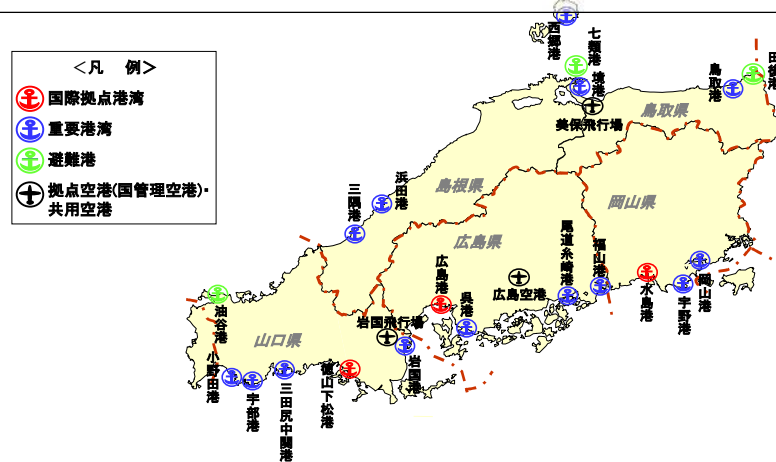 ＜凡　例＞
国際拠点港湾
重要港湾
避難港
拠点空港(国管理空港)・
共用空港
西郷港
七類港
境港
美保飛行場
鳥取港
田後港
鳥取県
島根県
岡山県
広島県
山口県
浜田港
三隅港
油谷港
小野田港
宇部港
三田尻中関港
徳山下松港
岩国飛行場
岩国港
広島港
呉港
広島空港
尾道糸崎港
福山港
水島港
宇野港
岡山港